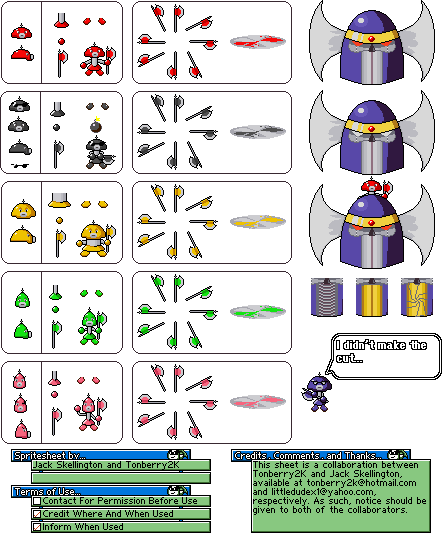 I didn't make the
cut...
Spritesheet by...
Jack Skellington and Tonberry2K
Terms of Use...
Contact For Permission Before Use
Credit Where And When Used
Inform When Used
Credits, Comments, and Thanks...
This sheet is a collaboration between
Tonberry2K and Jack Skellington,
available at tonberry2k@hotmail.com
and littledudex1@yahoo.com,
respectively. As such, notice should be
given to both of the collaborators.